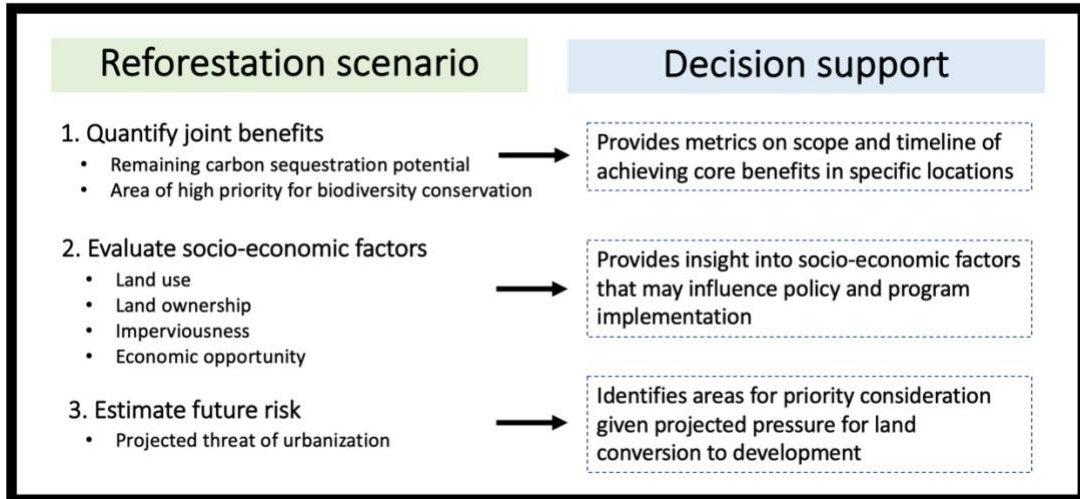 Reforestation scenario
Decision support
1. Quantify joint benefits
• Remaining carbon sequestration potential
• Area of high priority for biodiversity conservation
Provides metrics on scope and timeline of
achieving core benefits in specific locations
2. Evaluate socio-economic factors
• Land use
• Land ownership
• Imperviousness
• Economic opportunity
Provides insight into socio-economic factors
that may influence policy and program
implementation
3. Estimate future risk
• Projected threat of urbanization
Identifies areas for priority consideration
given projected pressure for land
conversion to development